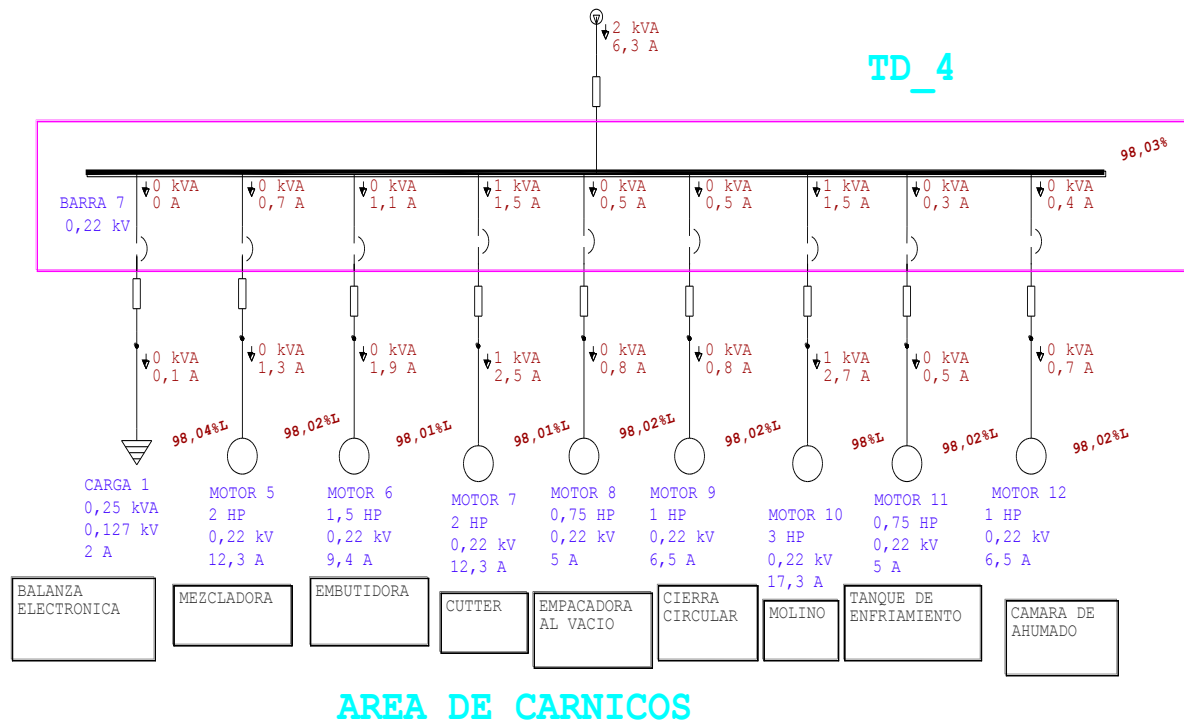 2 kVA
6,3 A
TD_4
98,03%
0 kVA
0 A
0 kVA
0,7 A
0 kVA
1,1 A
1 kVA
1,5 A
0 kVA
0,5 A
0 kVA
0,5 A
1 kVA
1,5 A
0 kVA
0,3 A
0 kVA
0,4 A
BARRA 7
0,22 kV
0 kVA
0,1 A
0 kVA
1,3 A
0 kVA
1,9 A
1 kVA
2,5 A
0 kVA
0,8 A
0 kVA
0,8 A
1 kVA
2,7 A
0 kVA
0,5 A
0 kVA
0,7 A
98,04%L
98,02%L
98,01%L
98,01%L
98,02%L
98,02%L
98%L
98,02%L
98,02%L
CARGA 1
0,25 kVA
0,127 kV
2 A
MOTOR 5
2 HP
0,22 kV
12,3 A
MOTOR 6
1,5 HP
0,22 kV
9,4 A
MOTOR 7
2 HP
0,22 kV
12,3 A
MOTOR 8
0,75 HP
0,22 kV
5 A
MOTOR 9
1 HP
0,22 kV
6,5 A
MOTOR 10
3 HP
0,22 kV
17,3 A
MOTOR 11
0,75 HP
0,22 kV
5 A
MOTOR 12
1 HP
0,22 kV
6,5 A
BALANZA
ELECTRONICA
MEZCLADORA
EMBUTIDORA
CUTTER
EMPACADORA
AL VACIO
CIERRA
CIRCULAR
MOLINO
TANQUE DE
ENFRIAMIENTO
CAMARA DE
AHUMADO
AREA DE CARNICOS